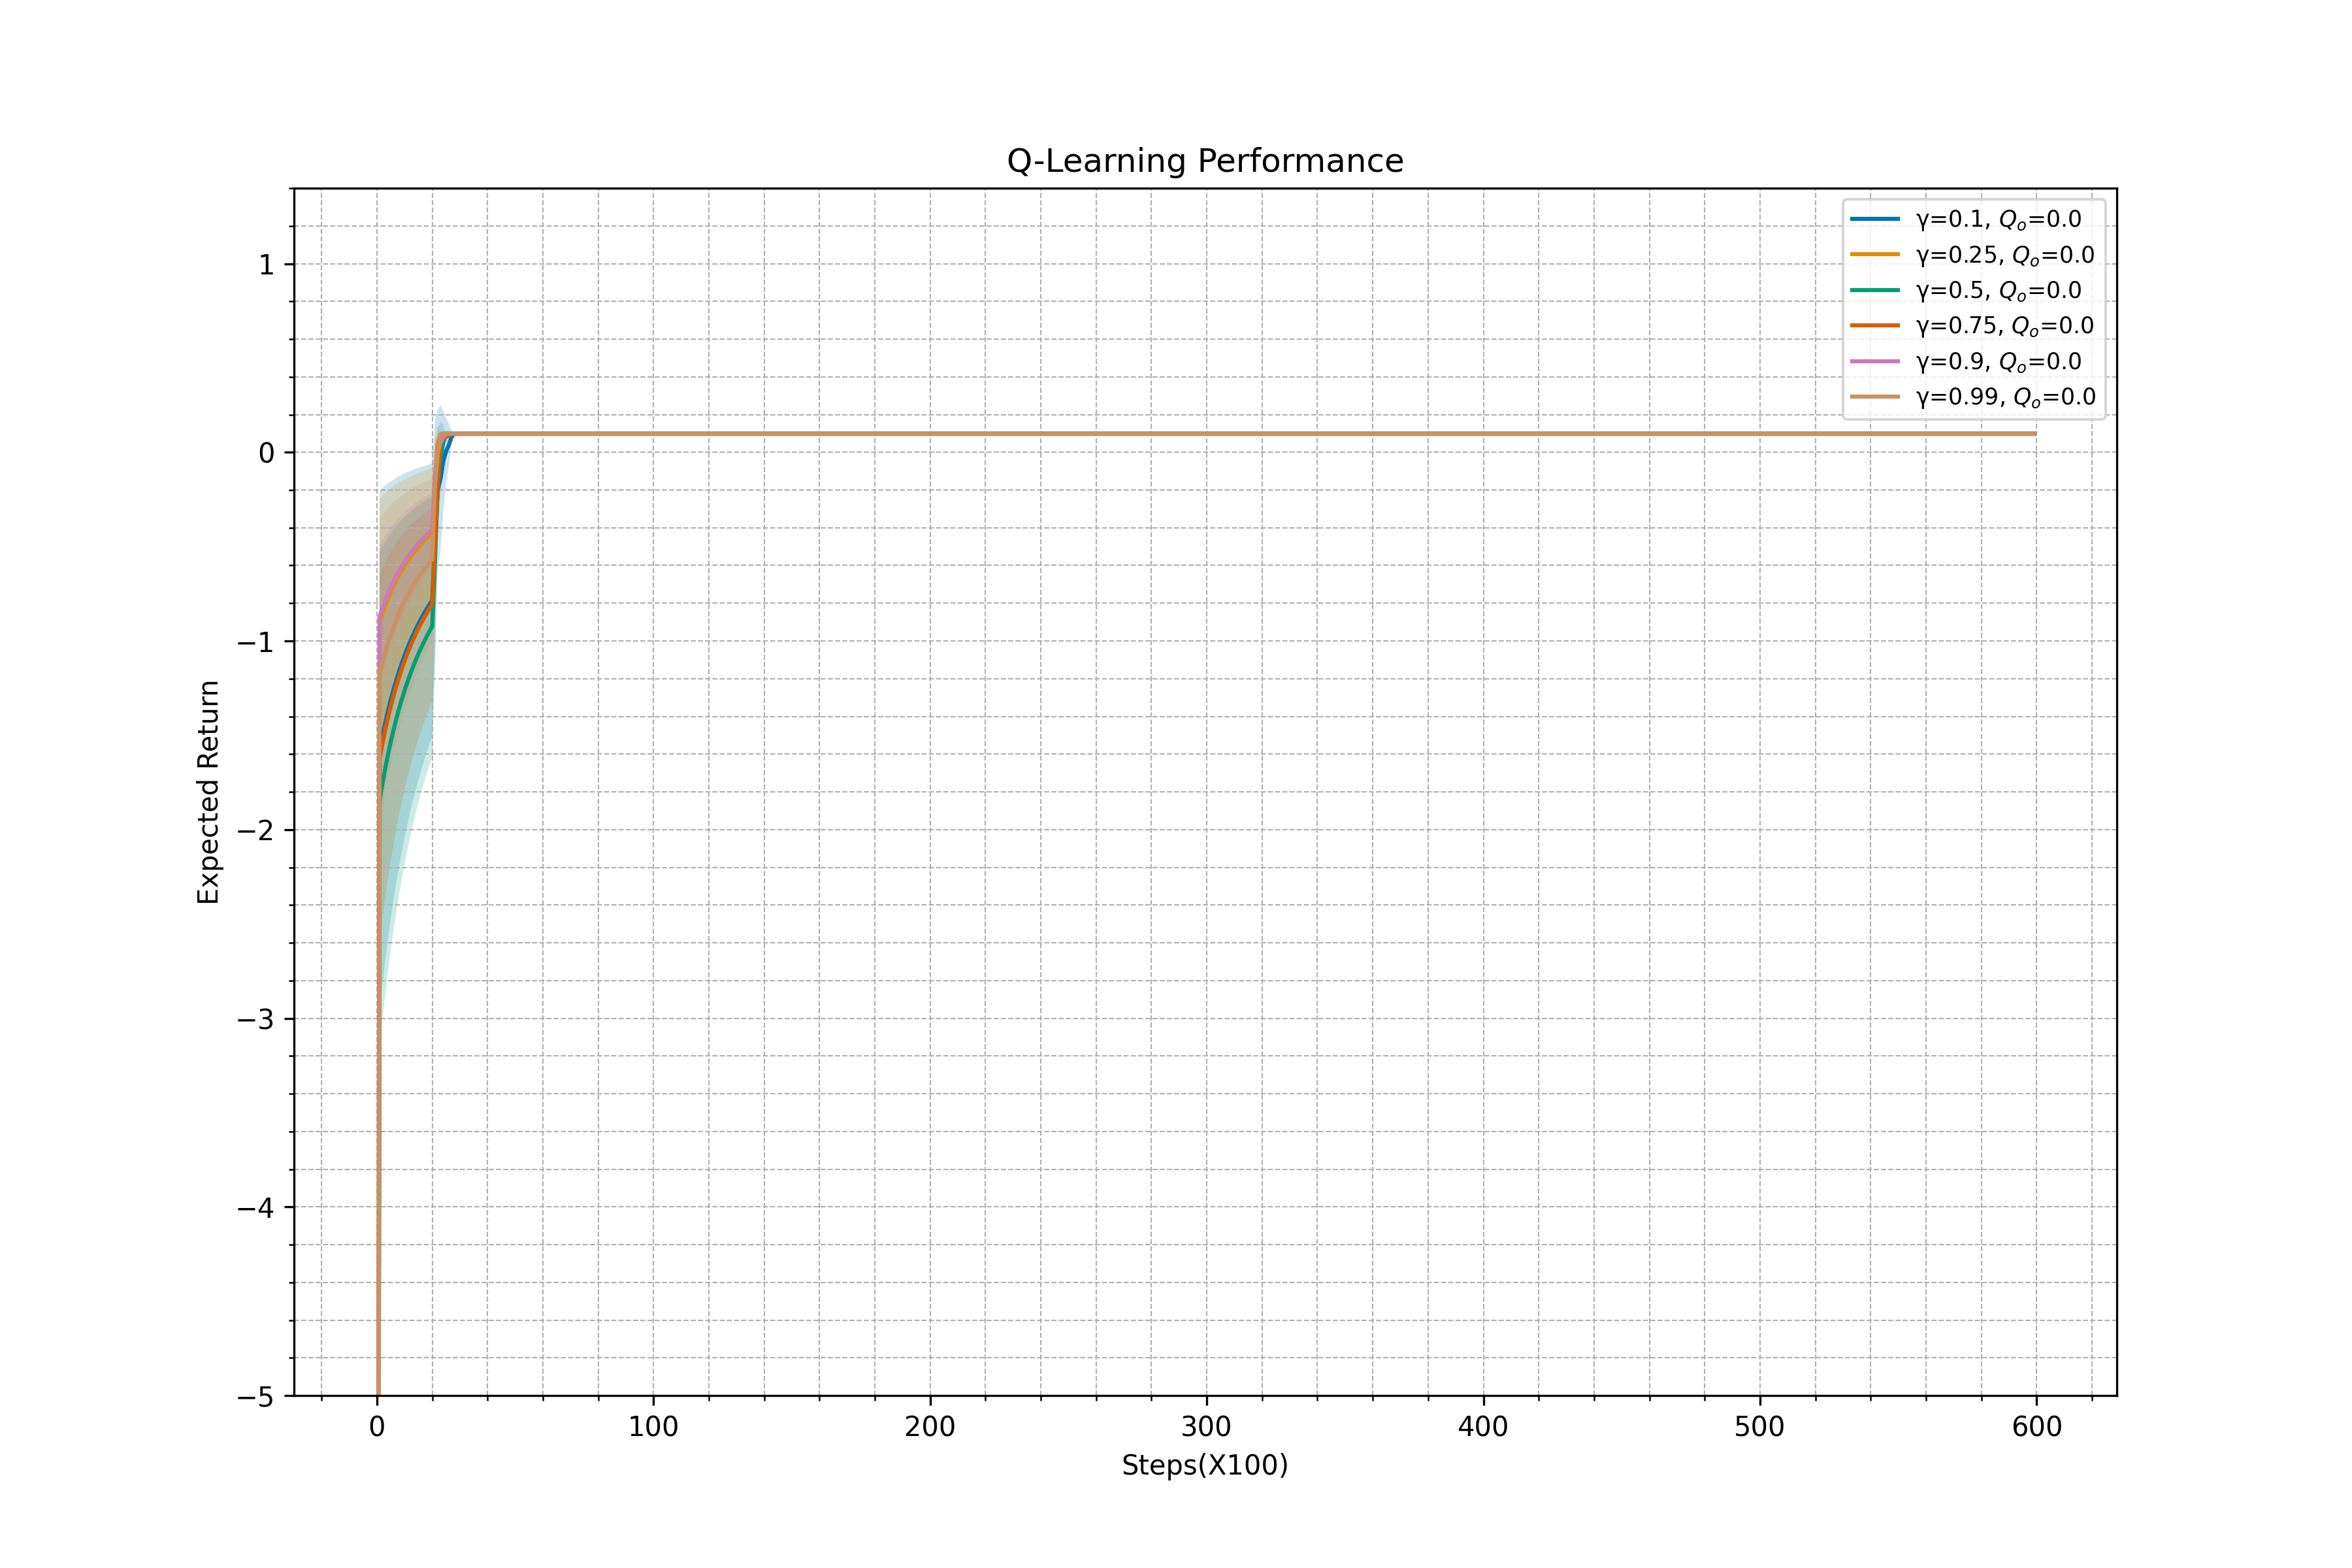 Q-Learning Performance
γ=0.1, Qₒ=0.0
γ=0.25, Qₒ=0.0
γ=0.5, Qₒ=0.0
γ=0.75, Qₒ=0.0
γ=0.9, Qₒ=0.0
γ=0.99, Qₒ=0.0
Expected Return
1
0
−1
−2
−3
−4
−5
0 100 200 300 400 500 600
Steps(X100)